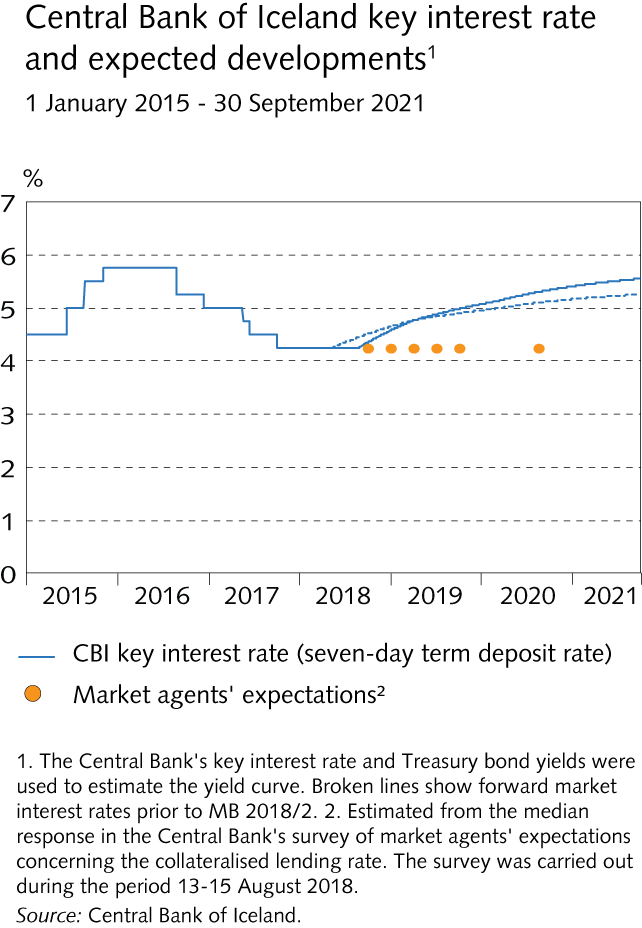 Central Bank of Iceland key interest rate
and expected developments¹
1 January 2015 - 30 September 2021
%
7
6
5
4
3
2
1
0
2015 2016 2017 2018 2019 2020 2021
CBI key interest rate (seven-day term deposit rate)
Market agents' expectations²
1. The Central Bank's key interest rate and Treasury bond yields were
used to estimate the yield curve. Broken lines show forward market
interest rates prior to MB 2018/2. 2. Estimated from the median
response in the Central Bank's survey of market agents' expectations
concerning the collateralised lending rate. The survey was carried out
during the period 13-15 August 2018.
Source: Central Bank of Iceland.